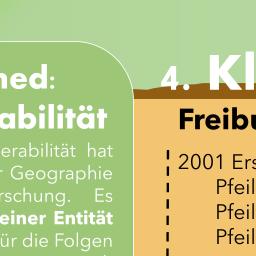 ned:
abilität
erabilität hat
r Geographie
rschung. Es
einer Entität
ür die Folgen
4. Kl
Freibu
2001 Ers
Pfeil
Pfeil
Pfeil